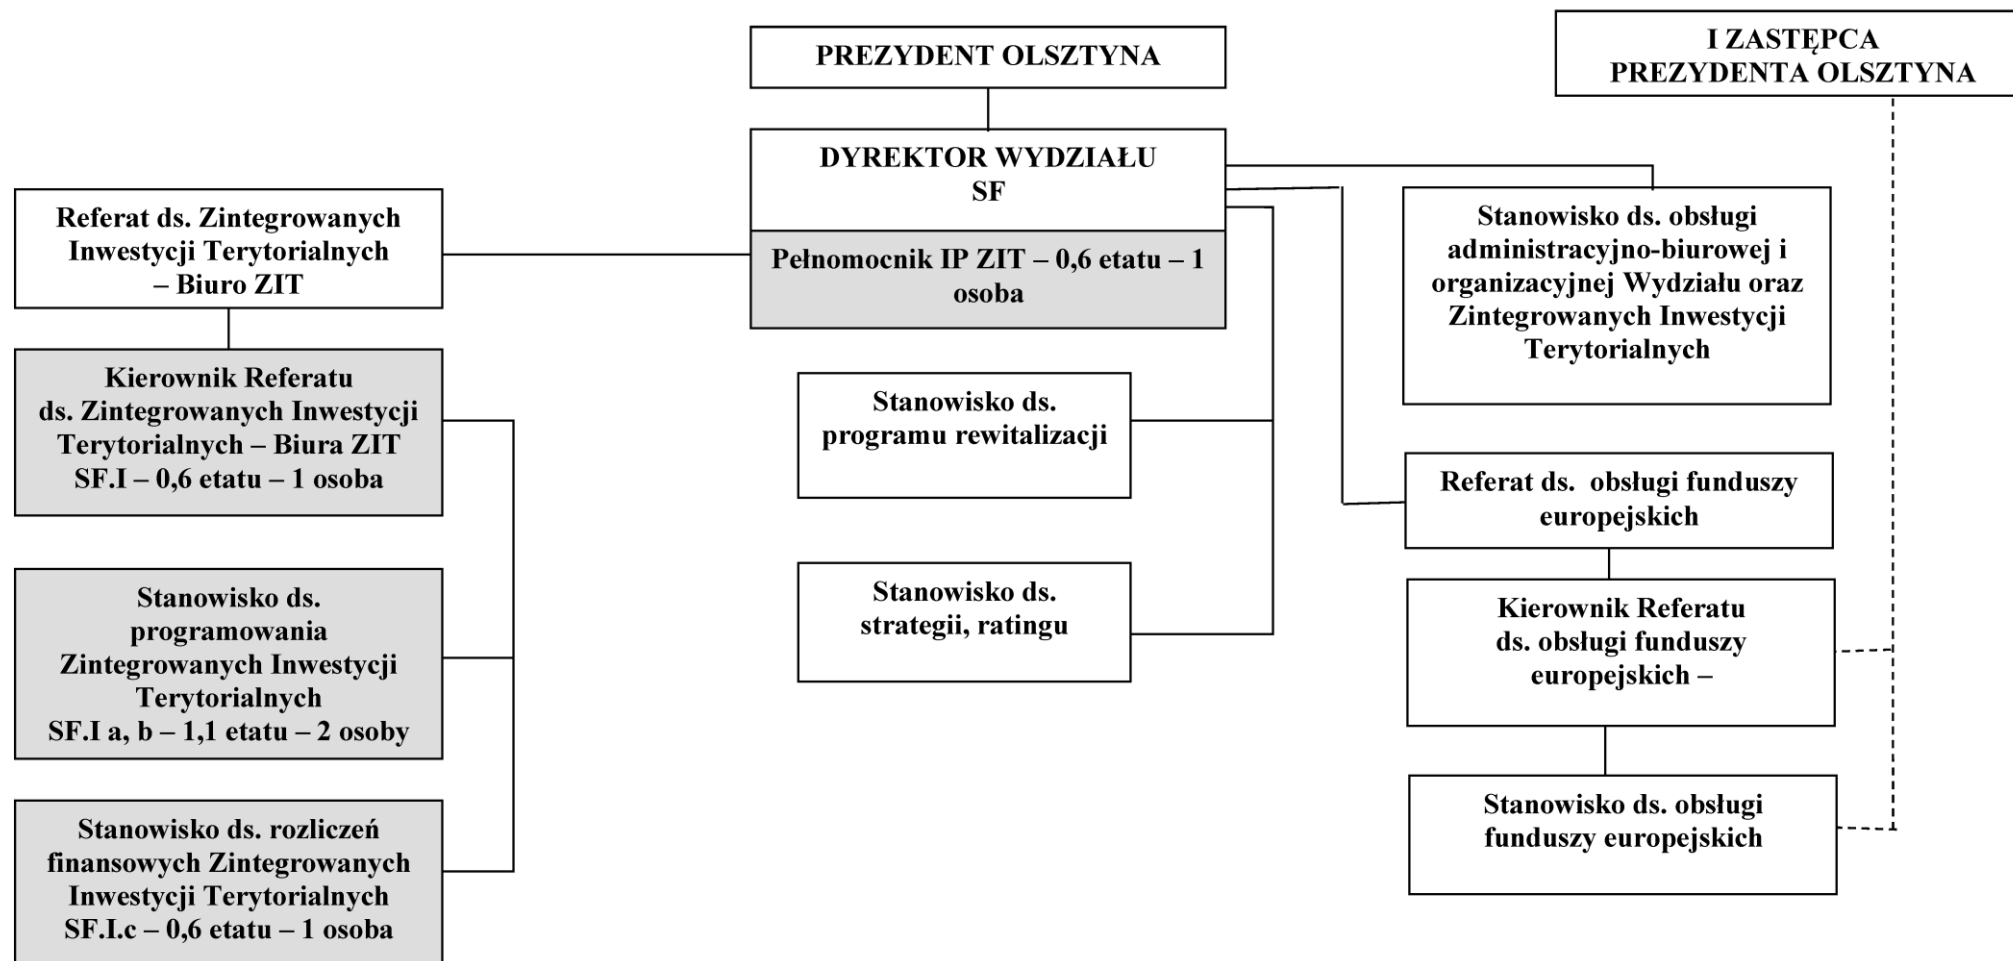 PREZYDENT OLSZTYNA
I ZASTĘPCA
PREZYDENTA OLSZTYNA
DYREKTOR WYDZIAŁU
SF
Pełnomocnik IP ZIT – 0,6 etatu – 1
osoba
Referat ds. Zintegrowanych
Inwestycji Terytorialnych
– Biuro ZIT
Kierownik Referatu
ds. Zintegrowanych Inwestycji
Terytorialnych – Biura ZIT
SF.I – 0,6 etatu – 1 osoba
Stanowisko ds.
programowania
Zintegrowanych Inwestycji
Terytorialnych
SF.I a, b – 1,1 etatu – 2 osoby
Stanowisko ds. rozliczeń
finansowych Zintegrowanych
Inwestycji Terytorialnych
SF.I.c – 0,6 etatu – 1 osoba
Stanowisko ds.
programu rewitalizacji
Stanowisko ds.
strategii, ratingu
Stanowisko ds. obsługi
administracyjno-biurowej i
organizacyjnej Wydziału oraz
Zintegrowanych Inwestycji
Terytorialnych
Referat ds. obsługi funduszy
europejskich
Kierownik Referatu
ds. obsługi funduszy
europejskich –
Stanowisko ds. obsługi
funduszy europejskich